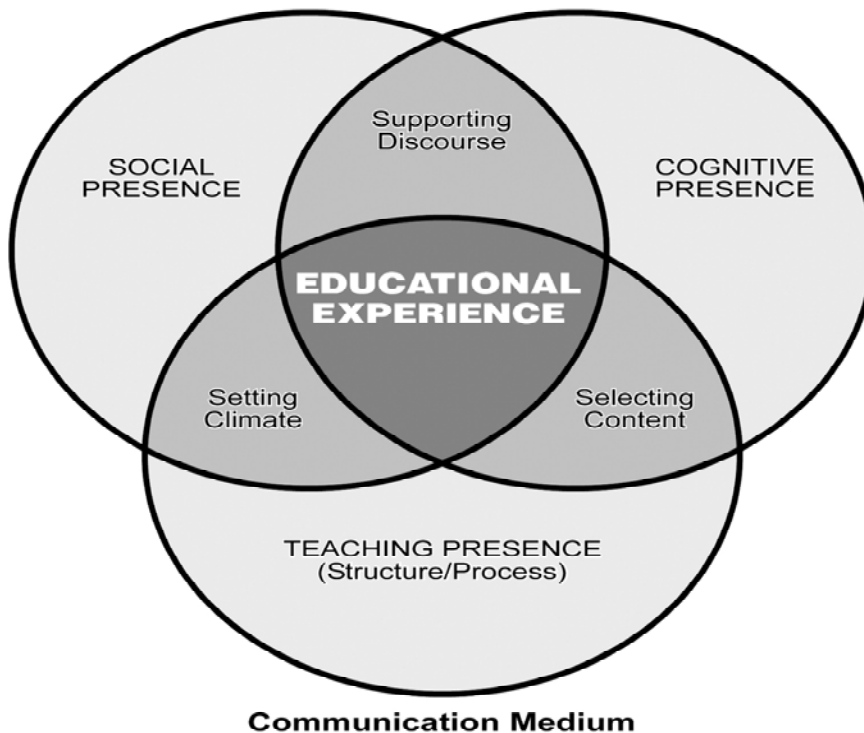 Supporting
Discourse
SOCIAL
PRESENCE
COGNITIVE
PRESENCE
EDUCATIONAL
EXPERIENCE
Setting
Climate
Selecting
Content
TEACHING PRESENCE
(Structure/Process)
Communication Medium